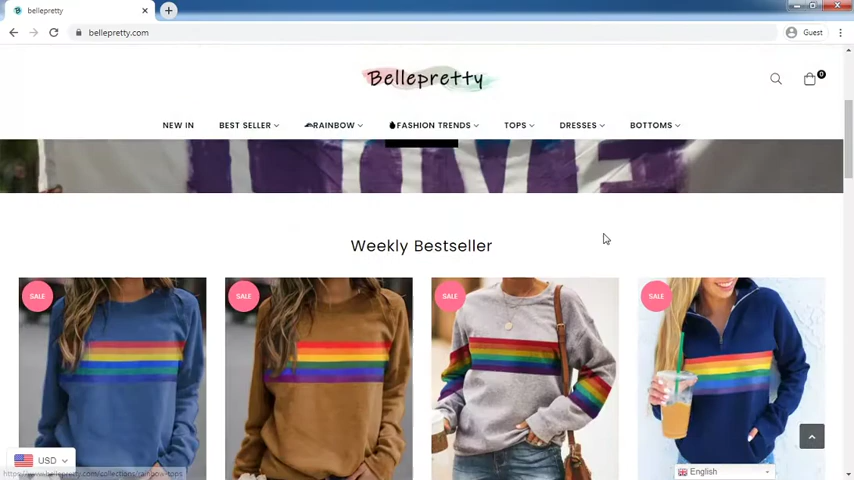 bellepretty
bellepretty.com
Guest
Bellepretty
0
NEW IN BEST SELLER RAINBOW FASHION TRENDS TOPS DRESSES BOTTOMS
Weekly Bestseller
SALE SALE SALE SALE
USD
English